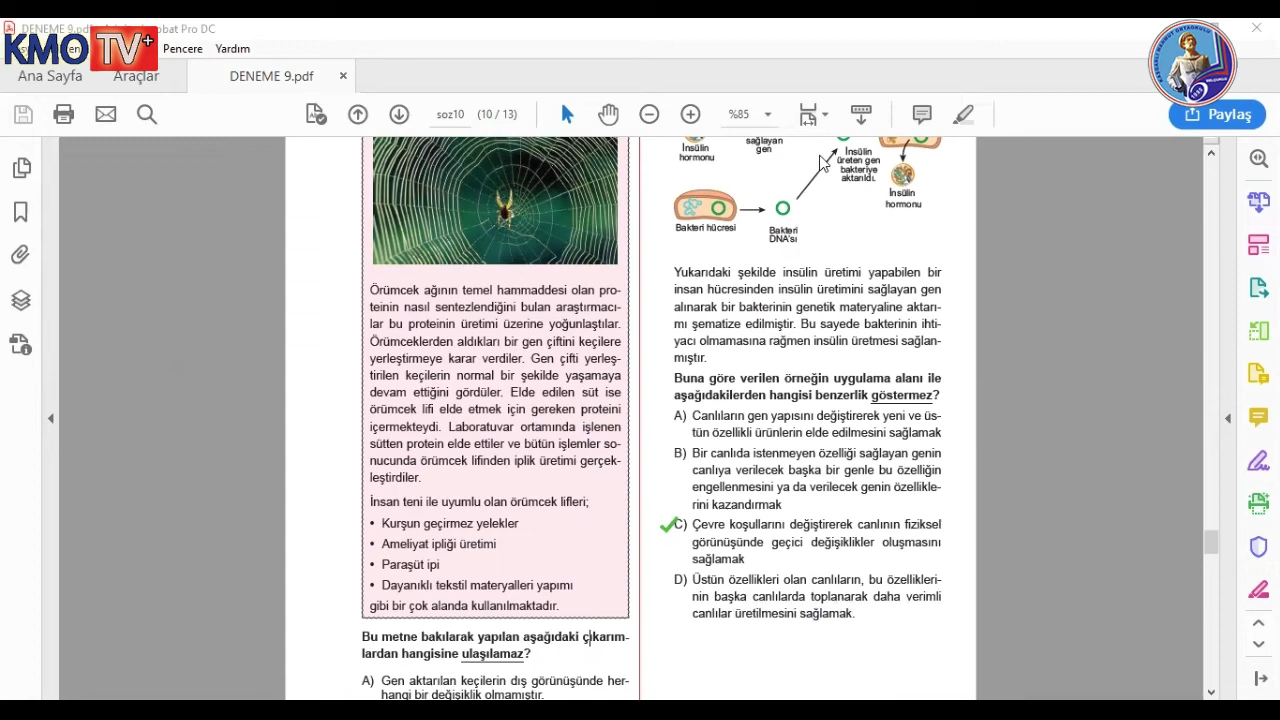 DENEME 9.pdf
obat Pro DC
KMO TV+
Pencere
Yardım
Ana Sayfa
Araçlar
DENEME 9.pdf
×
soz10
(10 / 13)
%85
Paylaş
Örümcek ağının temel hammaddesi olan pro-
teinin nasıl sentezlendiğini bulan araştırmacı-
lar bu proteinin üretimi üzerine yoğunlaştılar.
Örümceklerden aldıkları bir gen çiftini keçilere
yerleştirmeye karar verdiler. Gen çifti yerleş-
tirilen keçilerin normal bir şekilde yaşamaya
devam ettiğini gördüler. Elde edilen süt ise
örümcek lifi elde etmek için gereken proteini
içermekteydi. Laboratuvar ortamında işlenen
sütten protein elde ettiler ve bütün işlemler so-
nucunda örümcek lifinden iplik üretimi gerçek-
leştirdiler.
İnsan teni ile uyumlu olan örümcek lifleri;
• Kurşun geçirmez yelekler
• Ameliyat ipliği üretimi
• Paraşüt ipi
• Dayanıklı tekstil materyalleri yapımı
gibi bir çok alanda kullanılmaktadır.
Bu metne bakılarak yapılan aşağıdaki çıkarım-
lardan hangisine ulaşılamaz?
A) Gen aktarılan keçilerin dış görünüşünde her-
hangi bir değişiklik olmamıştır.
İnsülin
hormonu
sağlayan
gen
İnsülin
üreten gen
bakteriye
aktarıldı.
İnsülin
hormonu
Bakteri hücresi
Bakteri
DNA'sı
Yukarıdaki şekilde insülin üretimi yapabilen bir
insan hücresinden insülin üretimini sağlayan gen
alınarak bir bakterinin genetik materyaline aktarı-
mı şematize edilmiştir. Bu sayede bakterinin ihti-
yacı olmamasına rağmen insülin üretmesi sağlan-
mıştır.
Buna göre verilen örneğin uygulama alanı ile
aşağıdakilerden hangisi benzerlik göstermez?
A) Canlıların gen yapısını değiştirerek yeni ve üs-
tün özellikli ürünlerin elde edilmesini sağlamak
B) Bir canlıda istenmeyen özelliği sağlayan genin
canlıya verilecek başka bir genle bu özelliğin
engellenmesini ya da verilecek genin özellikle-
rini kazandırmak
C) Çevre koşullarını değiştirerek canlının fiziksel
görünüşünde geçici değişiklikler oluşmasını
sağlamak
D) Üstün özellikleri olan canlıların, bu özellikleri-
nin başka canlılarda toplanarak daha verimli
canlılar üretilmesini sağlamak.